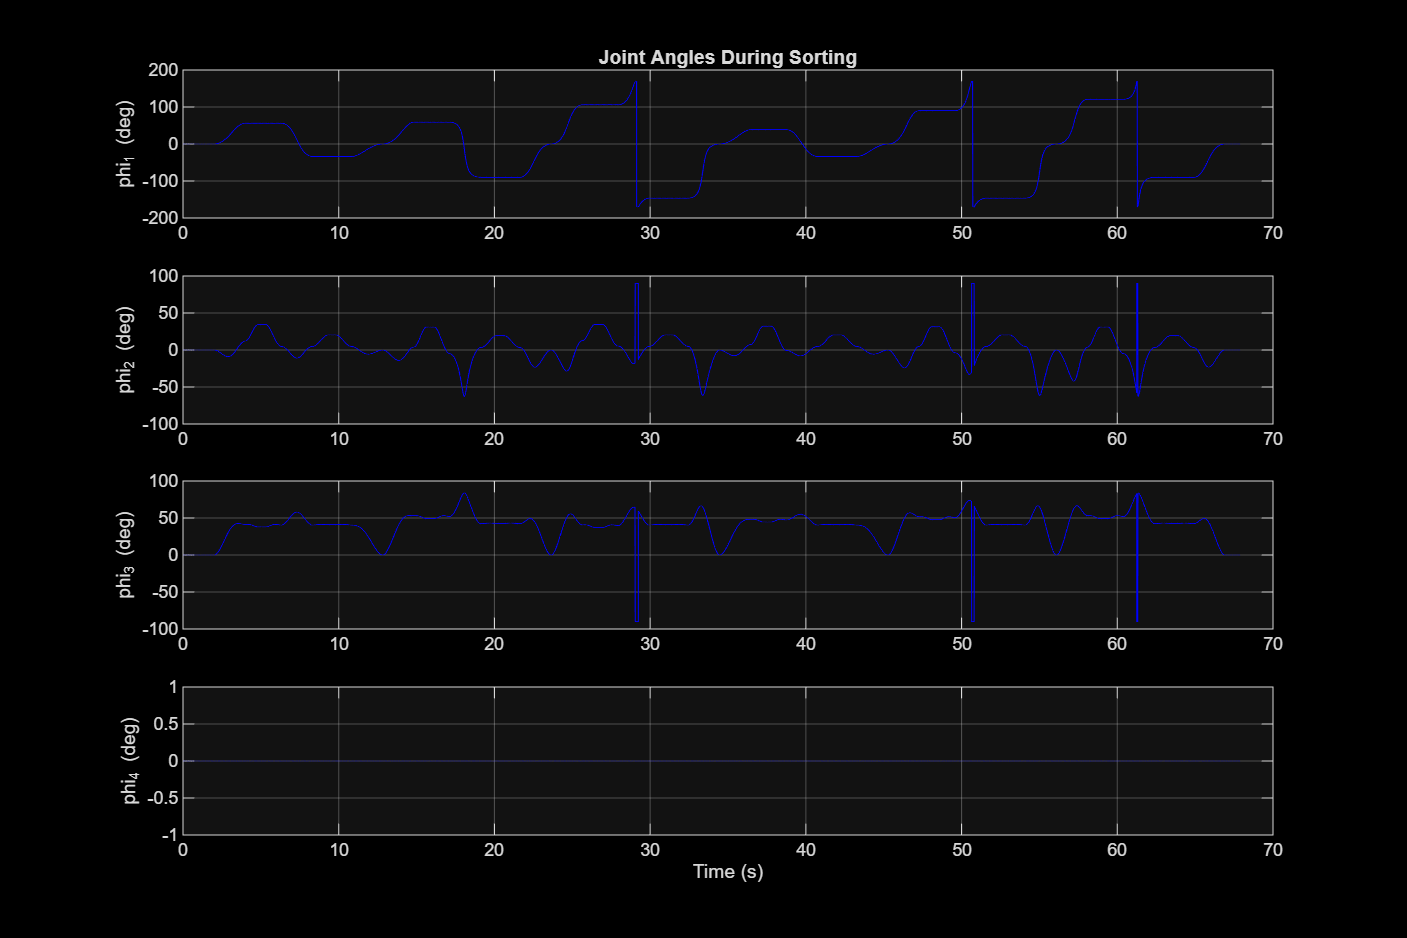 Joint Angles During Sorting
200
100
0
-100
-200
phi1 (deg)
0 10 20 30 40 50 60 70
100
50
0
-50
-100
phi2 (deg)
0 10 20 30 40 50 60 70
100
50
0
-50
-100
phi3 (deg)
0 10 20 30 40 50 60 70
1
0.5
0
-0.5
-1
phi4 (deg)
0 10 20 30 40 50 60 70
Time (s)